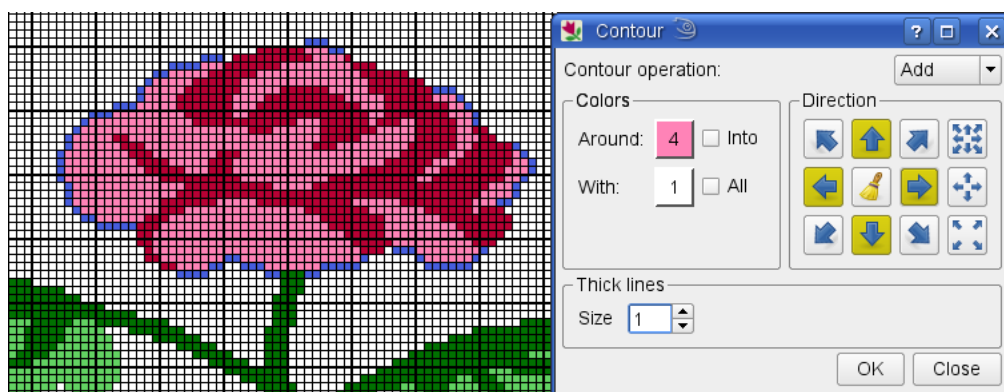 Contour
?
X
Contour operation:
Add
Colors
Around:
4
Into
With:
1
All
Direction
Thick lines
Size
1
OK
Close